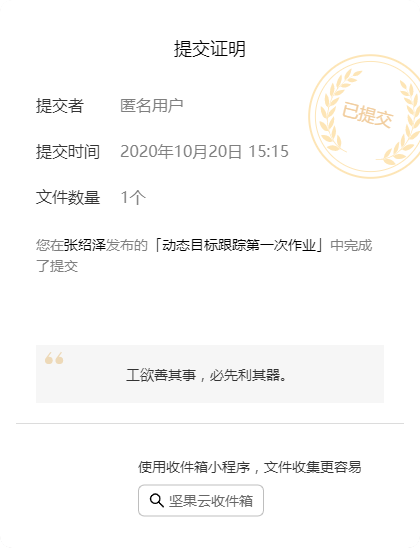 提交证明
已提交
提交者 匿名用户
提交时间 2020年10月20日 15:15
文件数量 1个
您在张绍泽发布的「动态目标跟踪第一次作业」中完成
了提交
工欲善其事，必先利其器。
使用收件箱小程序，文件收集更容易
坚果云收件箱